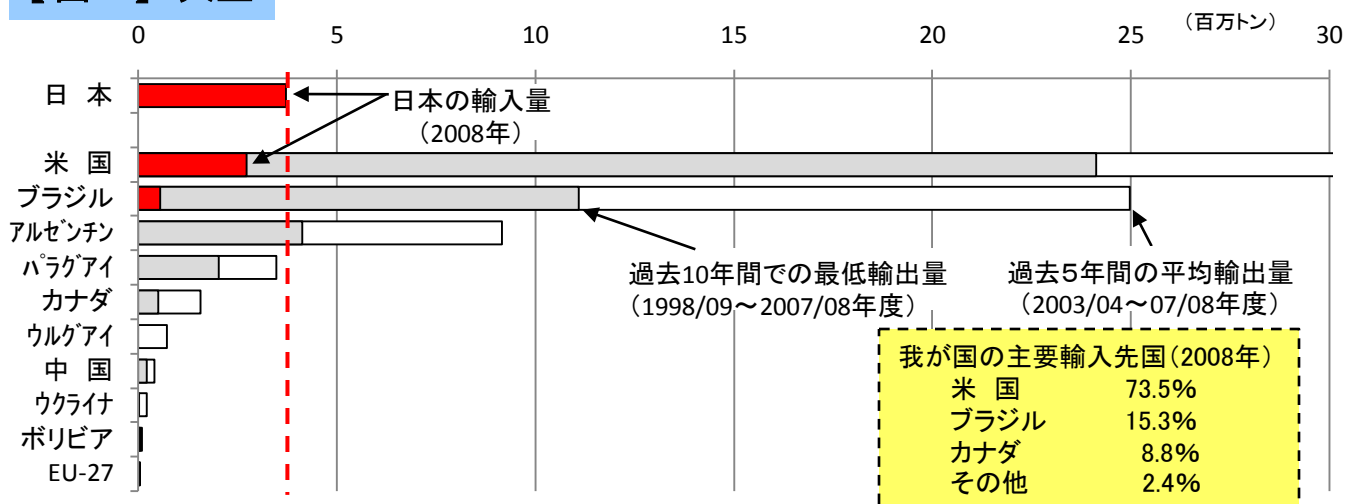 0 5 10 15 20 25 30
（百万トン）
日 本
日本の輸入量
（2008年）
米 国
ブラジル
アルゼンチン
パラグアイ
過去10年間での最低輸出量
（1998/09～2007/08年度）
過去５年間の平均輸出量
（2003/04～07/08年度）
カナダ
ウルグアイ
中 国
ウクライナ
ボリビア
EU-27
我が国の主要輸入先国（2008年）
米 国 73.5%
ブラジル 15.3%
カナダ 8.8%
その他 2.4%